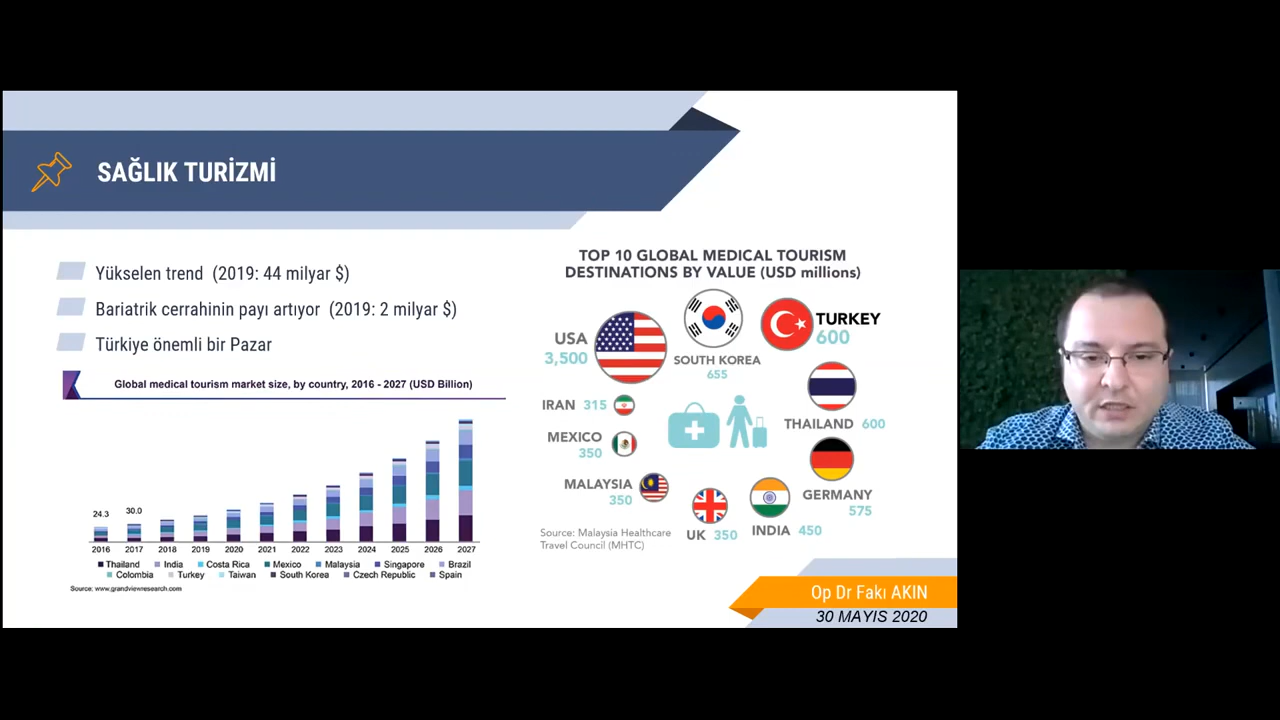 SAĞLIK TURİZMİ
Yükselen trend (2019: 44 milyar $)
Bariatrik cerrahinin payı artıyor (2019: 2 milyar $)
Türkiye önemli bir Pazar
Global medical tourism market size, by country, 2016 - 2027 (USD Billion)
24.3
30.0
2016 2017 2018 2019 2020 2021 2022 2023 2024 2025 2026 2027
Thailand India Costa Rica Mexico Malaysia Singapore Brazil
Colombia Turkey Taiwan South Korea Czech Republic Spain
Source: www.grandviewresearch.com
TOP 10 GLOBAL MEDICAL TOURISM
DESTINATIONS BY VALUE (USD millions)
USA
3,500
SOUTH KOREA
655
TURKEY
600
THAILAND 600
GERMANY
575
INDIA 450
UK 350
MALAYSIA
350
MEXICO
350
IRAN 315
Source: Malaysia Healthcare
Travel Council (MHTC)
Op Dr Fakı AKIN
30 MAYIS 2020